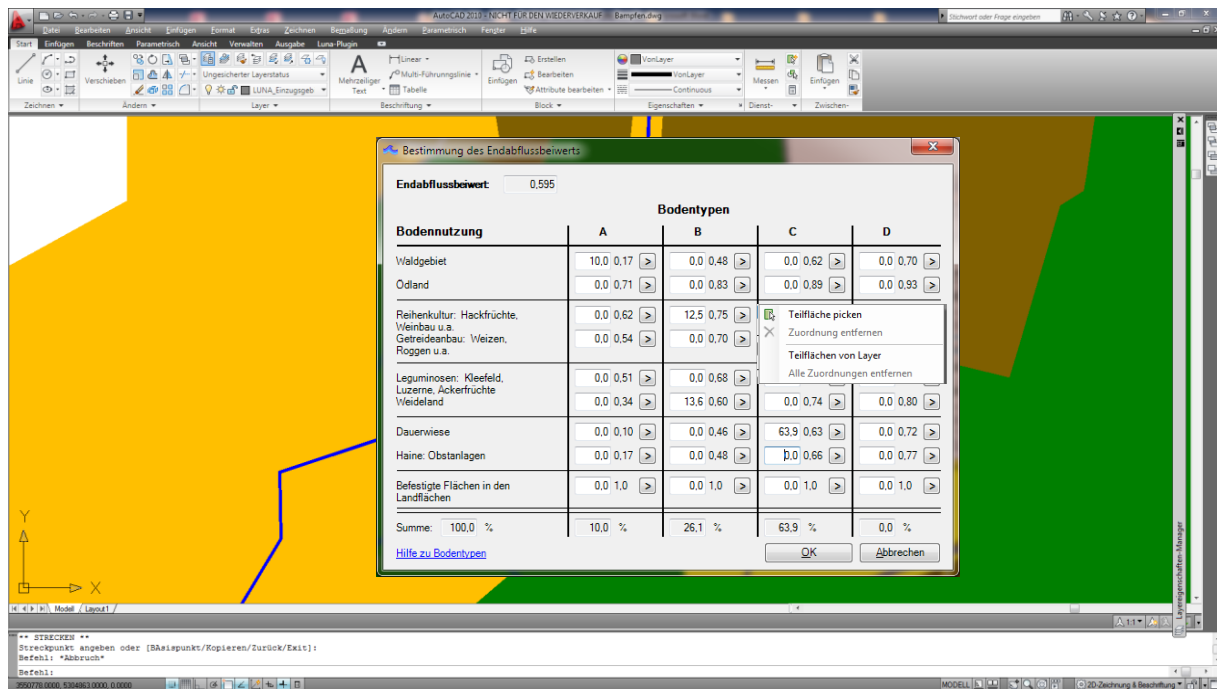 AutoCAD 2010 - NICHT FÜR DEN WIEDERVERKAUF Bampfen.dwg
Stichwort oder Frage eingeben
Datei Bearbeiten Ansicht Einfügen Format Extras Zeichnen Bemaßung Ändern Parametrisch Fenster Hilfe
Start Einfügen Beschriften Parametrisch Ansicht Verwalten Ausgabe Luna-Plugin
Linie
Verschieben
Ungesicherter Layerstatus
LUNA_Einzugsgeb
A
Mehrzeiliger Text
Linear
Multi-Führunngslinie
Tabelle
Einfügen
Erstellen
Bearbeiten
Attribute bearbeiten
VonLayer
VonLayer
Continuous
Messen
Einfügen
Zeichnen Ändern Layer Beschriftung Block Eigenschaften Dienst- Zwischen-
Bestimmung des Endabflussbeiwerts
Endabflussbeiwert: 0,595
Bodentypen
Bodennutzung A B C D
Waldgebiet 10,0 0,17 > 0,0 0,48 > 0,0 0,62 > 0,0 0,70 >
Ödland 0,0 0,71 > 0,0 0,83 > 0,0 0,89 > 0,0 0,93 >
Reihenkultur: Hackfrüchte, 0,0 0,62 > 12,5 0,75 >
Weinbau u.a.
Getreideanbau: Weizen, 0,0 0,54 > 0,0 0,70 >
Roggen u.a.
Teilfläche picken
Zuordnung entfernen
Teilflächen von Layer
Alle Zuordnungen entfernen
Leguminosen: Kleefeld, 0,0 0,51 > 0,0 0,68 >
Luzerne, Ackerfrüchte
Weideland 0,0 0,34 > 13,6 0,60 > 0,0 0,74 > 0,0 0,80 >
Dauerwiese 0,0 0,10 > 0,0 0,46 > 63,9 0,63 > 0,0 0,72 >
Haine: Obstanlagen 0,0 0,17 > 0,0 0,48 > 0,0 0,66 > 0,0 0,77 >
Befestigte Flächen in den 0,0 1,0 > 0,0 1,0 > 0,0 1,0 > 0,0 1,0 >
Landflächen
Summe: 100,0 % 10,0 % 26,1 % 63,9 % 0,0 %
Hilfe zu Bodentypen OK Abbrechen
Y
X
Layereigenschaften-Manager
Modell Layout1
1:1
** STRECKEN **
Streckpunkt angeben oder [BAsispunkt/Kopieren/Zurück/Exit]:
Befehl: *Abbruch*
Befehl:
3550776.0000, 5384863.0000, 0.0000
MODELL
2D-Zeichnung & Beschriftung